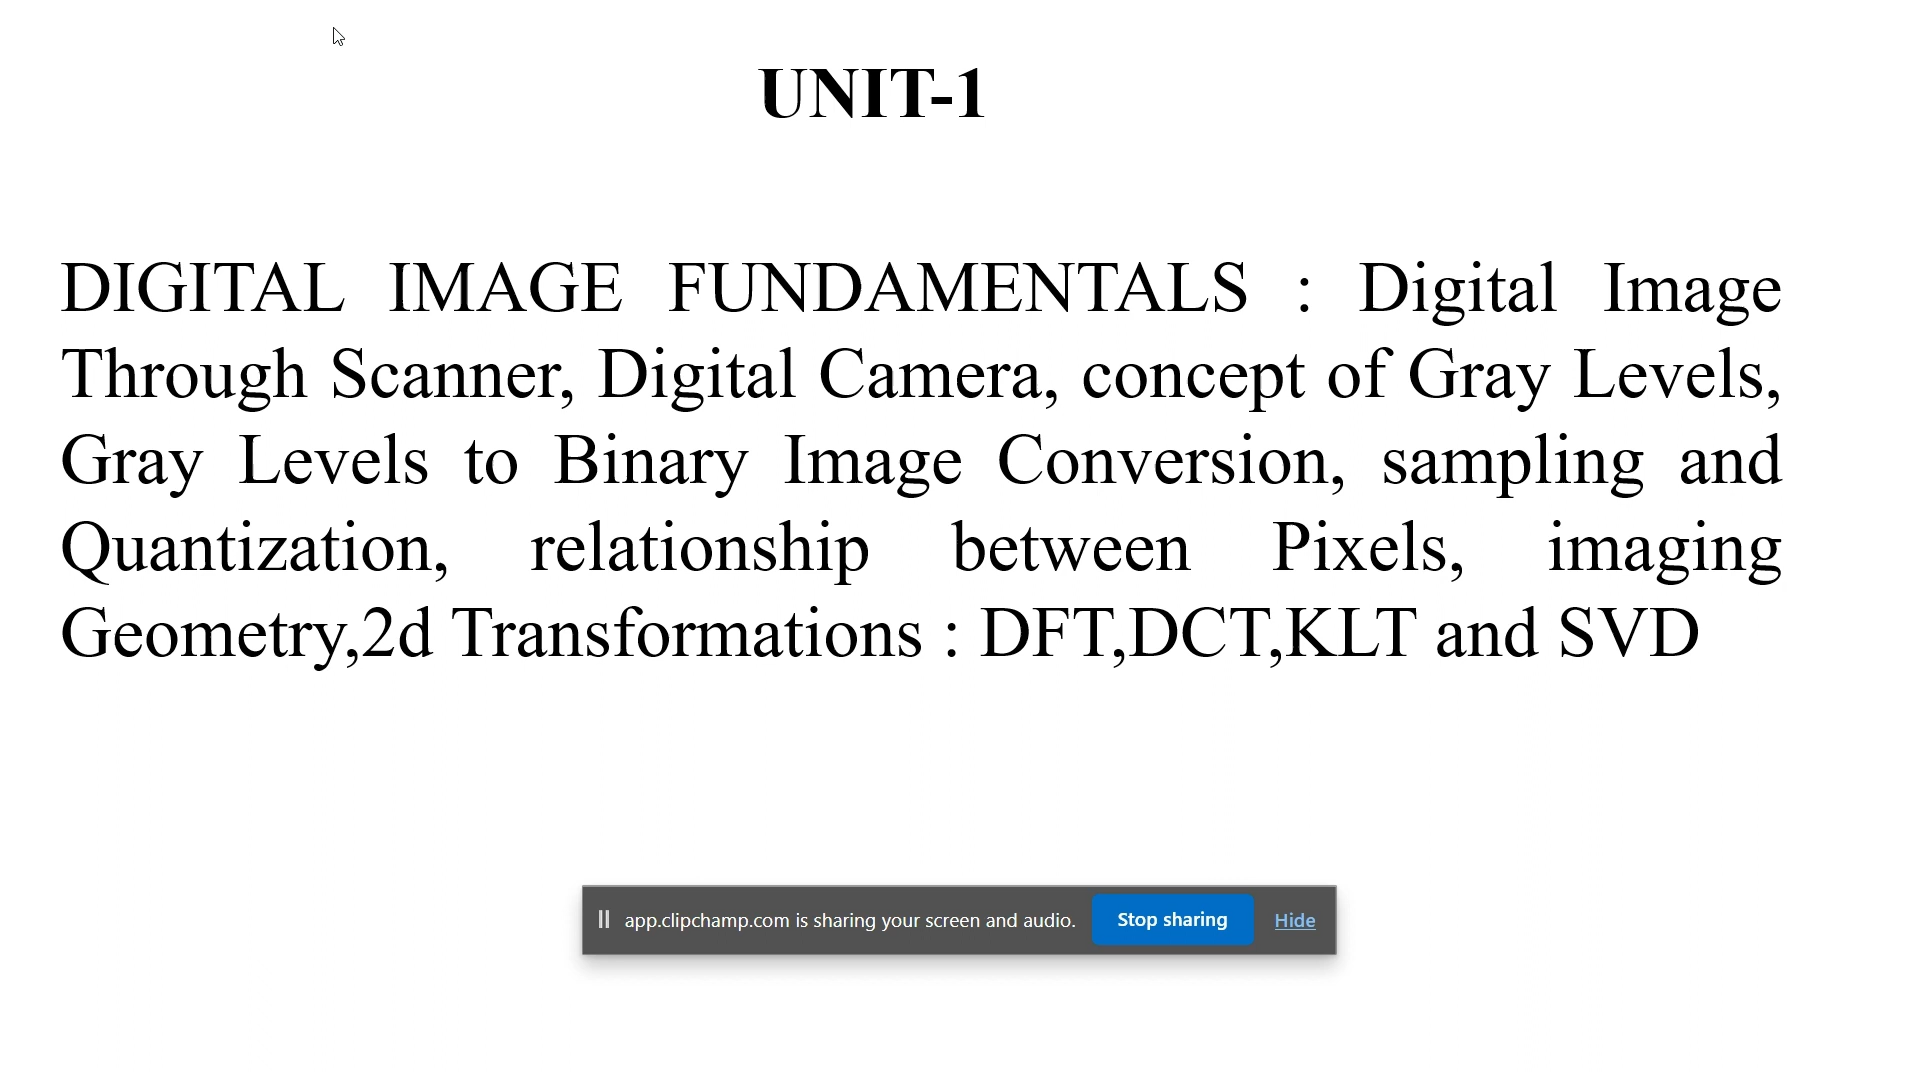 UNIT-1
DIGITAL IMAGE FUNDAMENTALS : Digital Image
Through Scanner, Digital Camera, concept of Gray Levels,
Gray Levels to Binary Image Conversion, sampling and
Quantization, relationship between Pixels, imaging
Geometry,2d Transformations : DFT,DCT,KLT and SVD
app.clipchamp.com is sharing your screen and audio. Stop sharing Hide